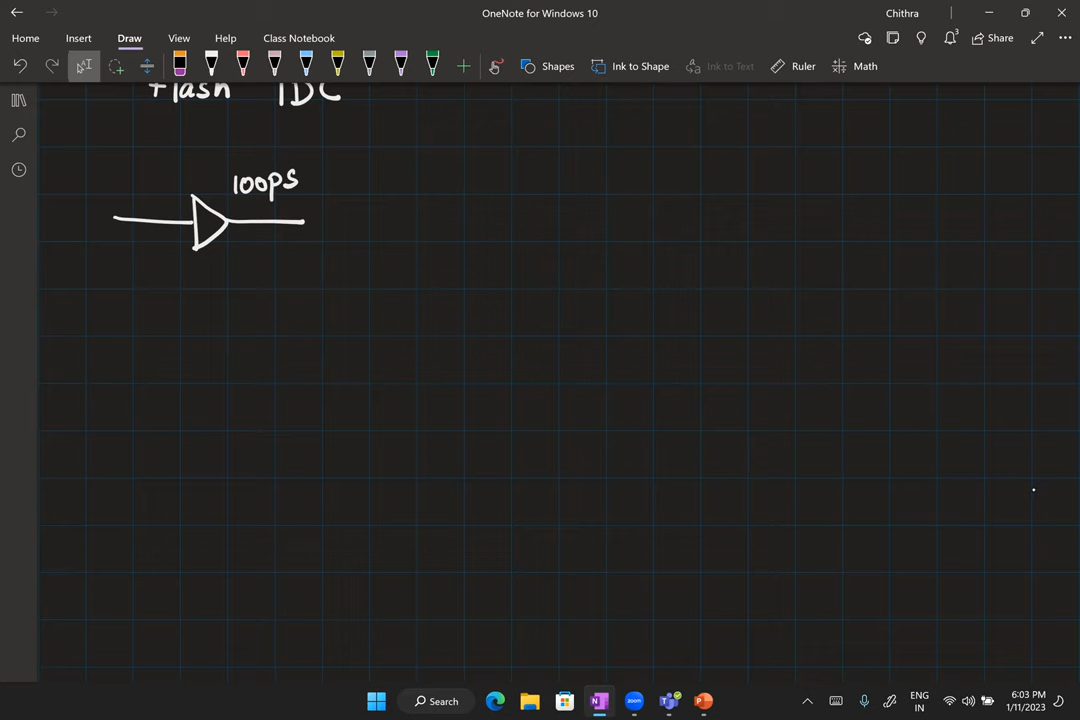 OneNote for Windows 10
Chithra
Home Insert Draw View Help Class Notebook
3
Share
Shapes Ink to Shape Ink to Text Ruler Math
Flash TDC
100ps
Search
ENG
IN
6:03 PM
1/11/2023